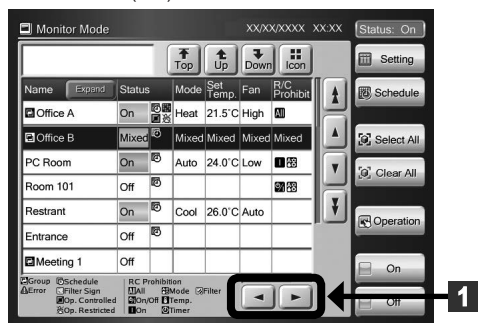 Monitor Mode XX/XX/XXXX XX:XX Status: On
Top Up Down Icon Setting
Name Expand Status Mode Set Temp. Fan R/C Prohibit
Schedule
Office A On Heat 21.5°C High All
Office B Mixed Mixed Mixed Mixed Mixed
Select All
PC Room Auto 24.0°C Low
Clear All
Room 101 Off
Restrant On Cool 26.0°C Auto
Operation
Entrance Off
Meeting 1 Off
On
Group Schedule RC Prohibition
Error Filter Sign All Mode Filter
Op. Controlled On/Off Temp.
Op. Restricted On Timer
Off
1